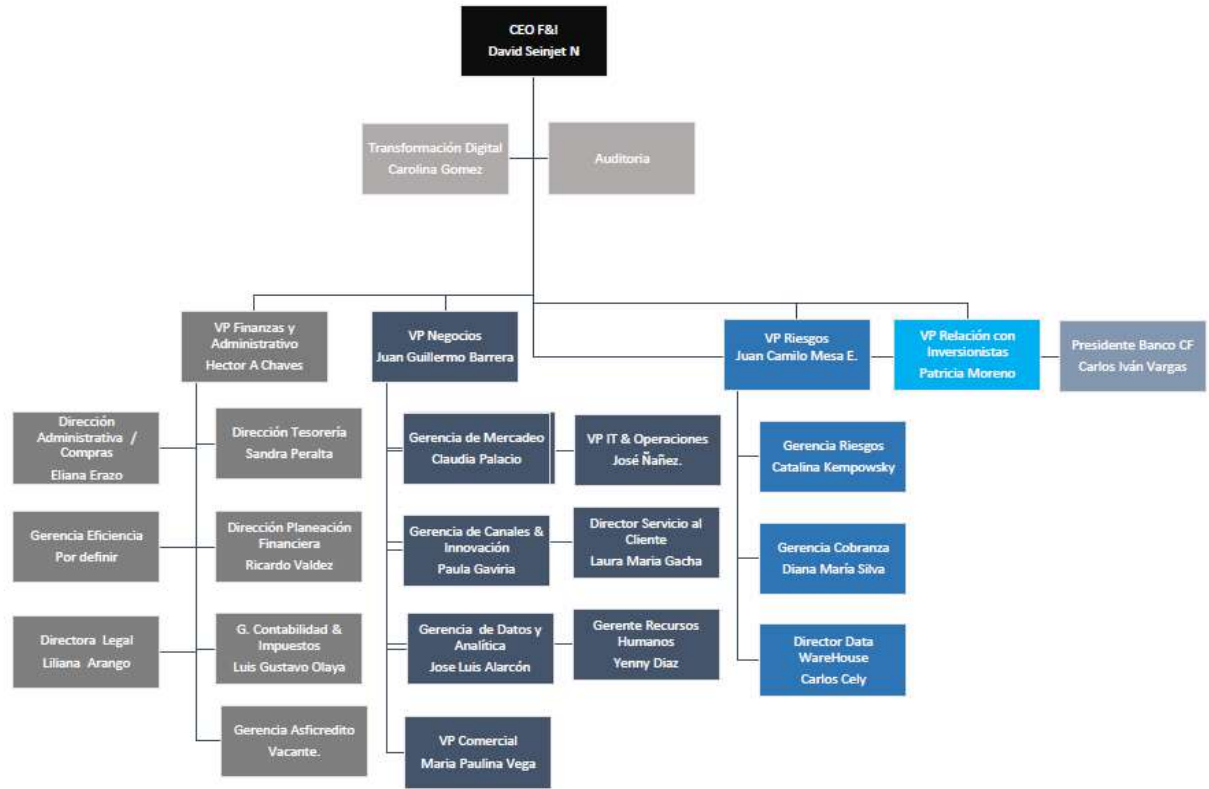 CEO F&I
David Seinjet N
Transformación Digital
Carolina Gomez
Auditoria
VP Finanzas y
Administrativo
Hector A Chaves
VP Negocios
Juan Guillermo Barrera
VP Riesgos
Juan Camilo Mesa E.
VP Relación con
Inversionistas
Patricia Moreno
Presidente Banco CF
Carlos Iván Vargas
Dirección
Administrativa /
Compras
Eliana Erazo
Dirección Tesorería
Sandra Peralta
Gerencia de Mercadeo
Claudia Palacio
VP IT & Operaciones
José Ñañez.
Gerencia Riesgos
Catalina Kempowsky
Gerencia Eficiencia
Por definir
Dirección Planeación
Financiera
Ricardo Valdez
Gerencia de Canales &
Innovación
Paula Gaviria
Director Servicio al
Cliente
Laura Maria Gacha
Gerencia Cobranza
Diana María Silva
Directora Legal
Liliana Arango
G. Contabilidad &
Impuestos
Luis Gustavo Olaya
Gerencia de Datos y
Analítica
Jose Luis Alarcón
Gerente Recursos
Humanos
Yenny Diaz
Director Data
WareHouse
Carlos Cely
Gerencia Asficredito
Vacante.
VP Comercial
Maria Paulina Vega